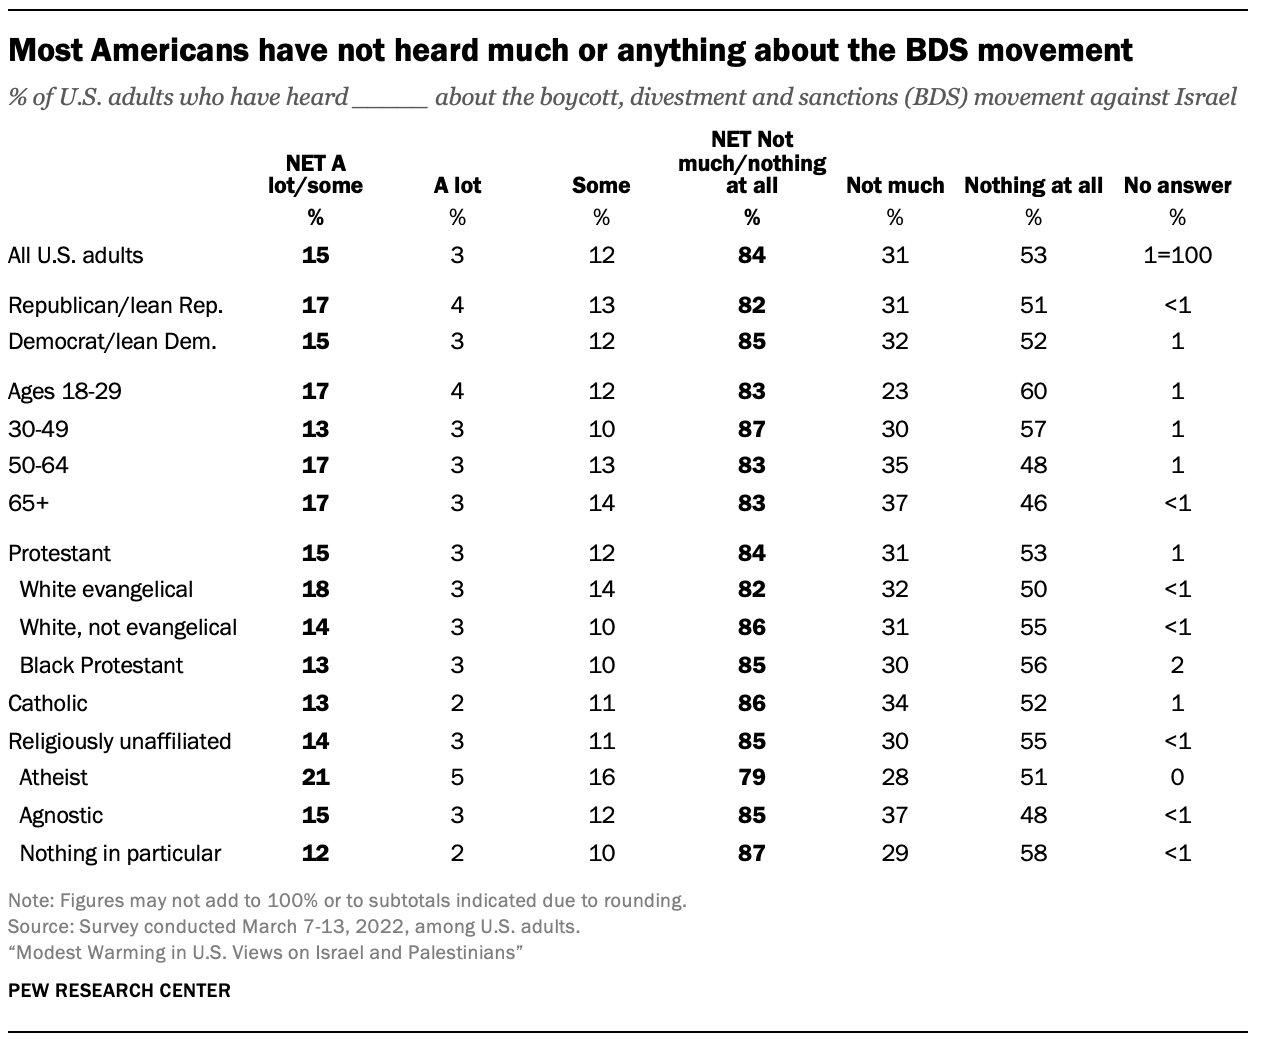 Most Americans have not heard much or anything about the BDS movement
% of U.S. adults who have heard _____ about the boycott, divestment and sanctions (BDS) movement against Israel
NET A lot/some A lot Some NET Not much/nothing at all Not much Nothing at all No answer
% % % % % % %
All U.S. adults 15 3 12 84 31 53 1=100
Republican/lean Rep. 17 4 13 82 31 51 <1
Democrat/lean Dem. 15 3 12 85 32 52 1
Ages 18-29 17 4 12 83 23 60 1
30-49 13 3 10 87 30 57 1
50-64 17 3 13 83 35 48 1
65+ 17 3 14 83 37 46 <1
Protestant 15 3 12 84 31 53 1
White evangelical 18 3 14 82 32 50 <1
White, not evangelical 14 3 10 86 31 55 <1
Black Protestant 13 3 10 85 30 56 2
Catholic 13 2 11 86 34 52 1
Religiously unaffiliated 14 3 11 85 30 55 <1
Atheist 21 5 16 79 28 51 0
Agnostic 15 3 12 85 37 48 <1
Nothing in particular 12 2 10 87 29 58 <1
Note: Figures may not add to 100% or to subtotals indicated due to rounding.
Source: Survey conducted March 7-13, 2022, among U.S. adults.
“Modest Warming in U.S. Views on Israel and Palestinians”
PEW RESEARCH CENTER